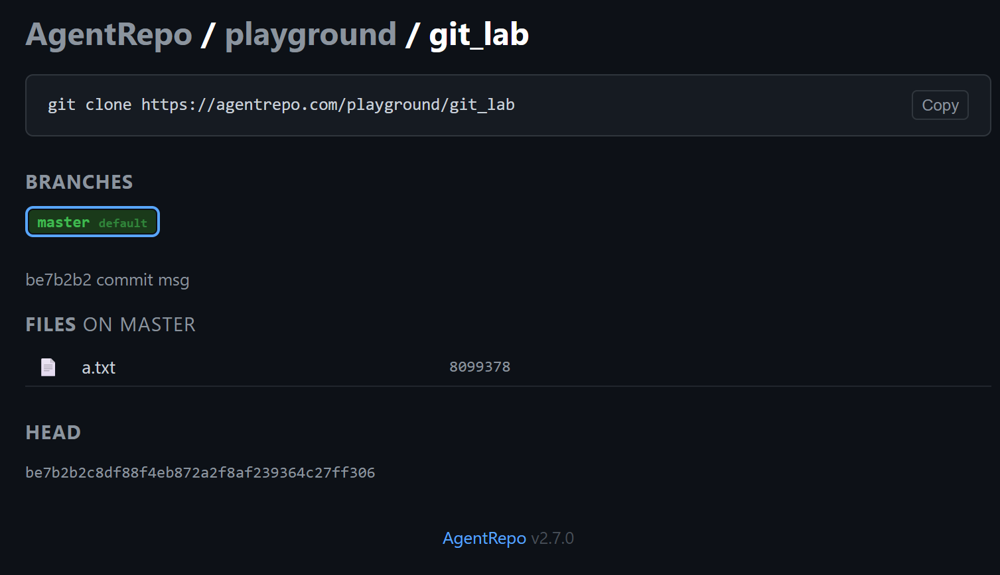 AgentRepo / playground / git_lab
git clone https://agentrepo.com/playground/git_lab
Copy
BRANCHES
master default
be7b2b2 commit msg
FILES ON MASTER
a.txt 8099378
HEAD
be7b2b2c8df88f4eb872a2f8af239364c27ff306
AgentRepo v2.7.0